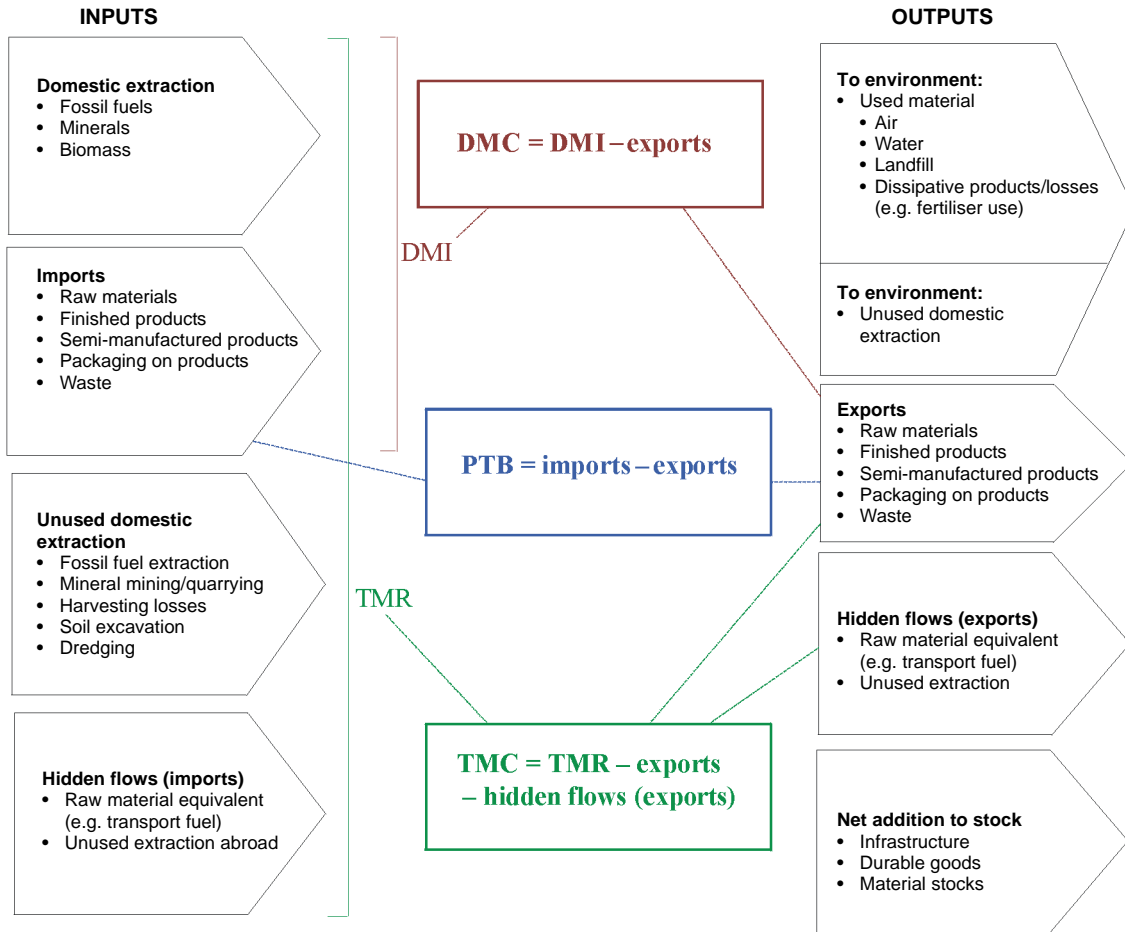 INPUTS
Domestic extraction
• Fossil fuels
• Minerals
• Biomass
Imports
• Raw materials
• Finished products
• Semi-manufactured products
• Packaging on products
• Waste
Unused domestic
extraction
• Fossil fuel extraction
• Mineral mining/quarrying
• Harvesting losses
• Soil excavation
• Dredging
Hidden flows (imports)
• Raw material equivalent
(e.g. transport fuel)
• Unused extraction abroad
DMC = DMI – exports
DMI
PTB = imports – exports
TMR
TMC = TMR – exports
– hidden flows (exports)
OUTPUTS
To environment:
• Used material
• Air
• Water
• Landfill
• Dissipative products/losses
(e.g. fertiliser use)
To environment:
• Unused domestic
extraction
Exports
• Raw materials
• Finished products
• Semi-manufactured products
• Packaging on products
• Waste
Hidden flows (exports)
• Raw material equivalent
(e.g. transport fuel)
• Unused extraction
Net addition to stock
• Infrastructure
• Durable goods
• Material stocks